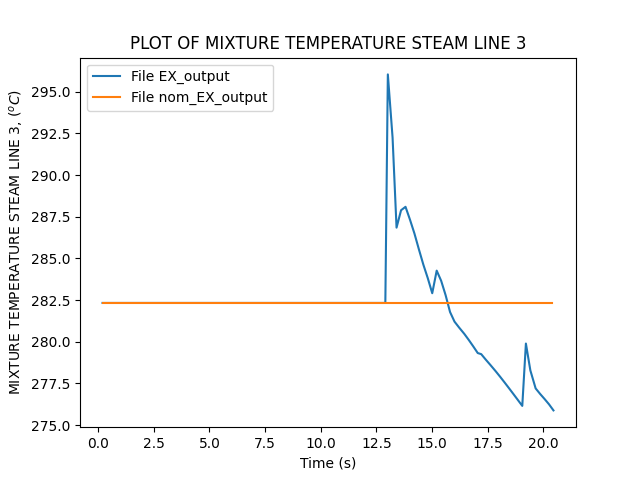 PLOT OF MIXTURE TEMPERATURE STEAM LINE 3
File EX_output
File nom_EX_output
MIXTURE TEMPERATURE STEAM LINE 3, (°C)
295.0
292.5
290.0
287.5
285.0
282.5
280.0
277.5
275.0
0.0 2.5 5.0 7.5 10.0 12.5 15.0 17.5 20.0
Time (s)